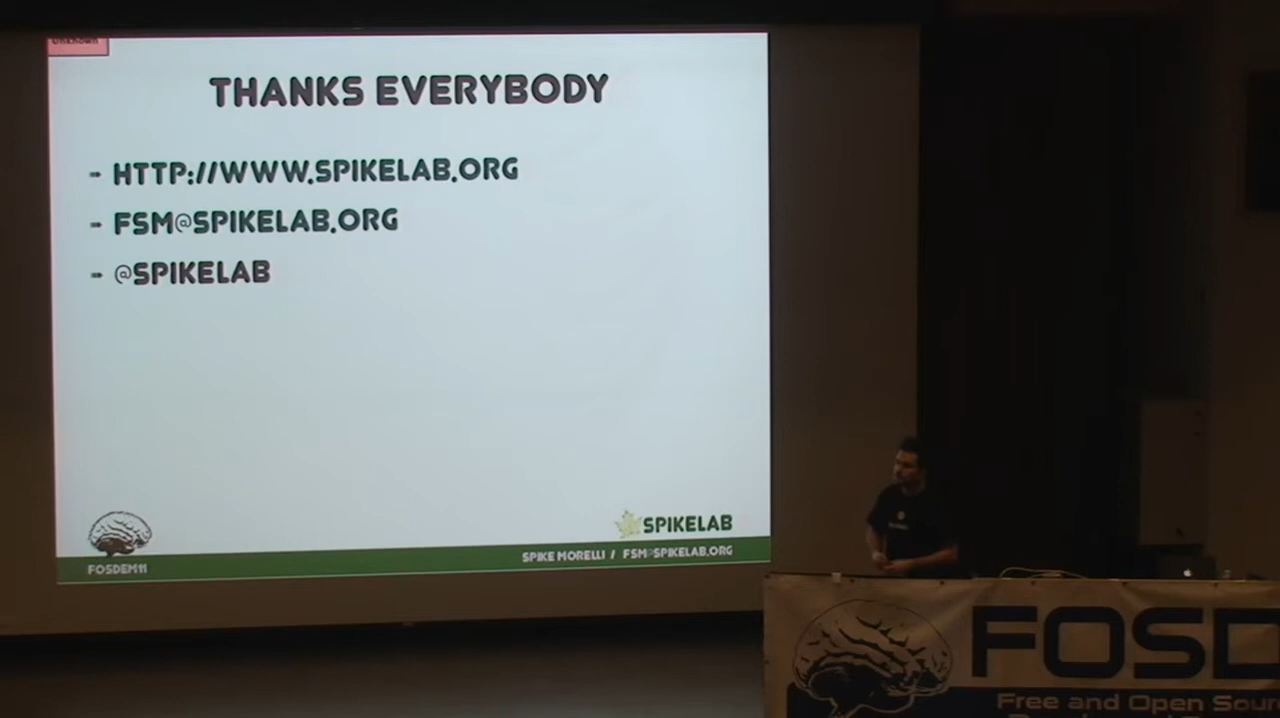 Unknown
THANKS EVERYBODY
- HTTP://WWW.SPIKELAB.ORG
- FSM@SPIKELAB.ORG
- @SPIKELAB
SPIKELAB
SPIKE MORELLI / FSM@SPIKELAB.ORG
FOSDEM11
FOSD
Free and Open Sour